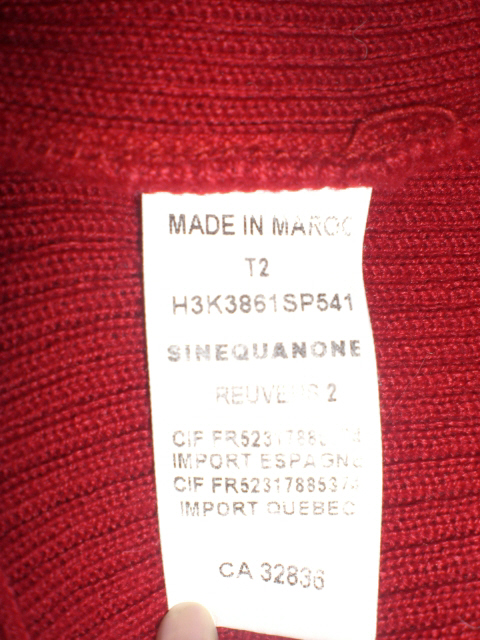 MADE IN MAROC
T2
H3K3861SP541
SINEQUANONE
2
CIF
IMPORT ESPAGNE
CIF
IMPORT QUEBEC
CA 32836